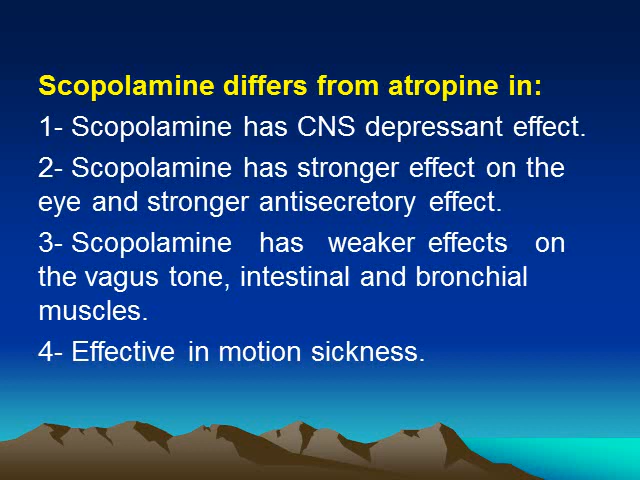 Scopolamine differs from atropine in:
1- Scopolamine has CNS depressant effect.
2- Scopolamine has stronger effect on the
eye and stronger antisecretory effect.
3- Scopolamine has weaker effects on
the vagus tone, intestinal and bronchial
muscles.
4- Effective in motion sickness.